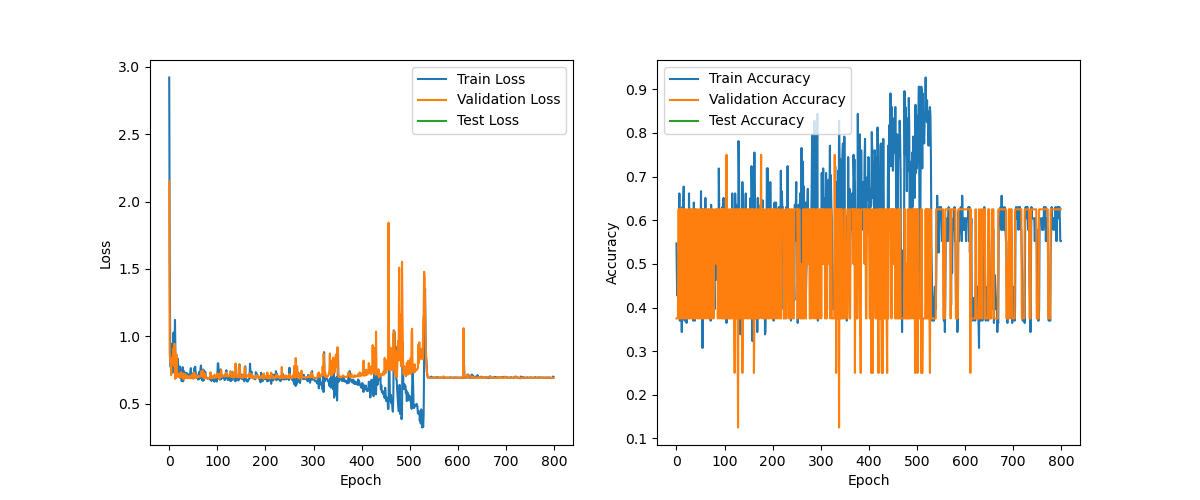 3.0
2.5
2.0
1.5
1.0
0.5
Loss
0 100 200 300 400 500 600 700 800
Epoch
Train Loss
Validation Loss
Test Loss
0.9
0.8
0.7
0.6
0.5
0.4
0.3
0.2
0.1
Accuracy
0 100 200 300 400 500 600 700 800
Epoch
Train Accuracy
Validation Accuracy
Test Accuracy